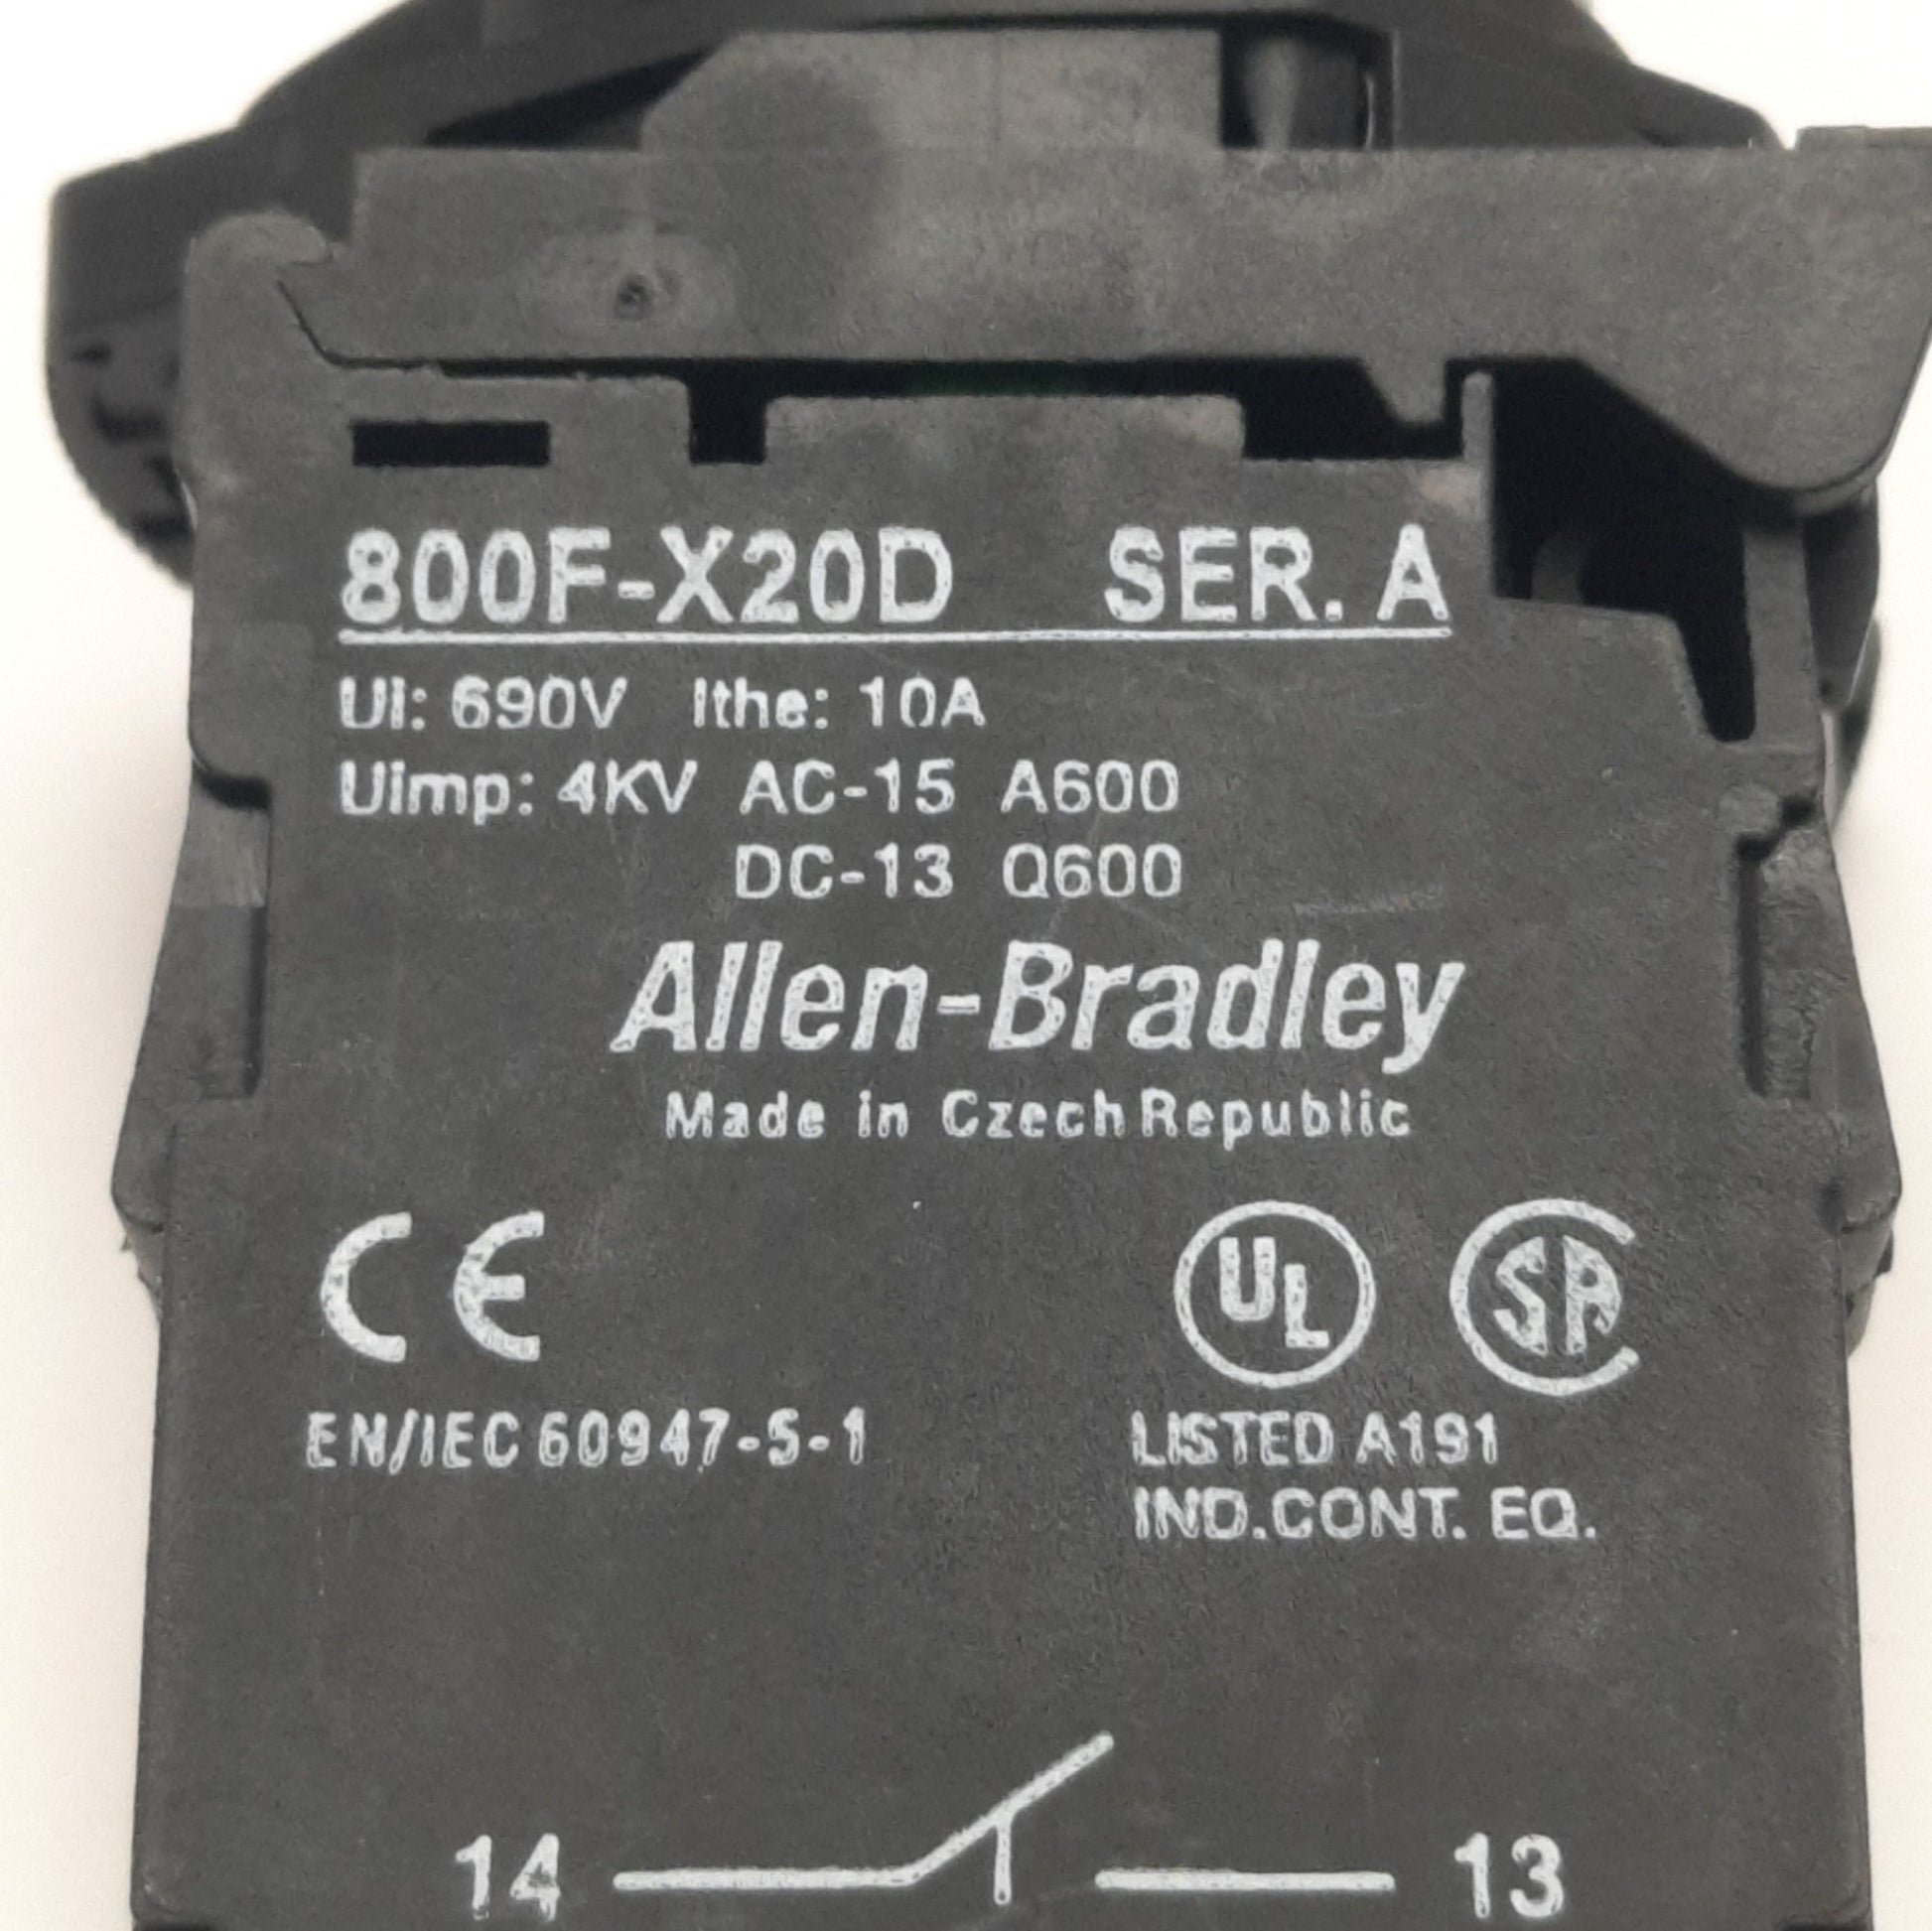 800F-X20D SER. A
Ui: 690V Ithe: 10A
Uimp: 4KV AC-15 A600
DC-13 Q600
Allen-Bradley
Made in Czech Republic
CE
UL
SA
EN/IEC 60947-5-1
LISTED A191
IND.CONT. EQ.
14 13